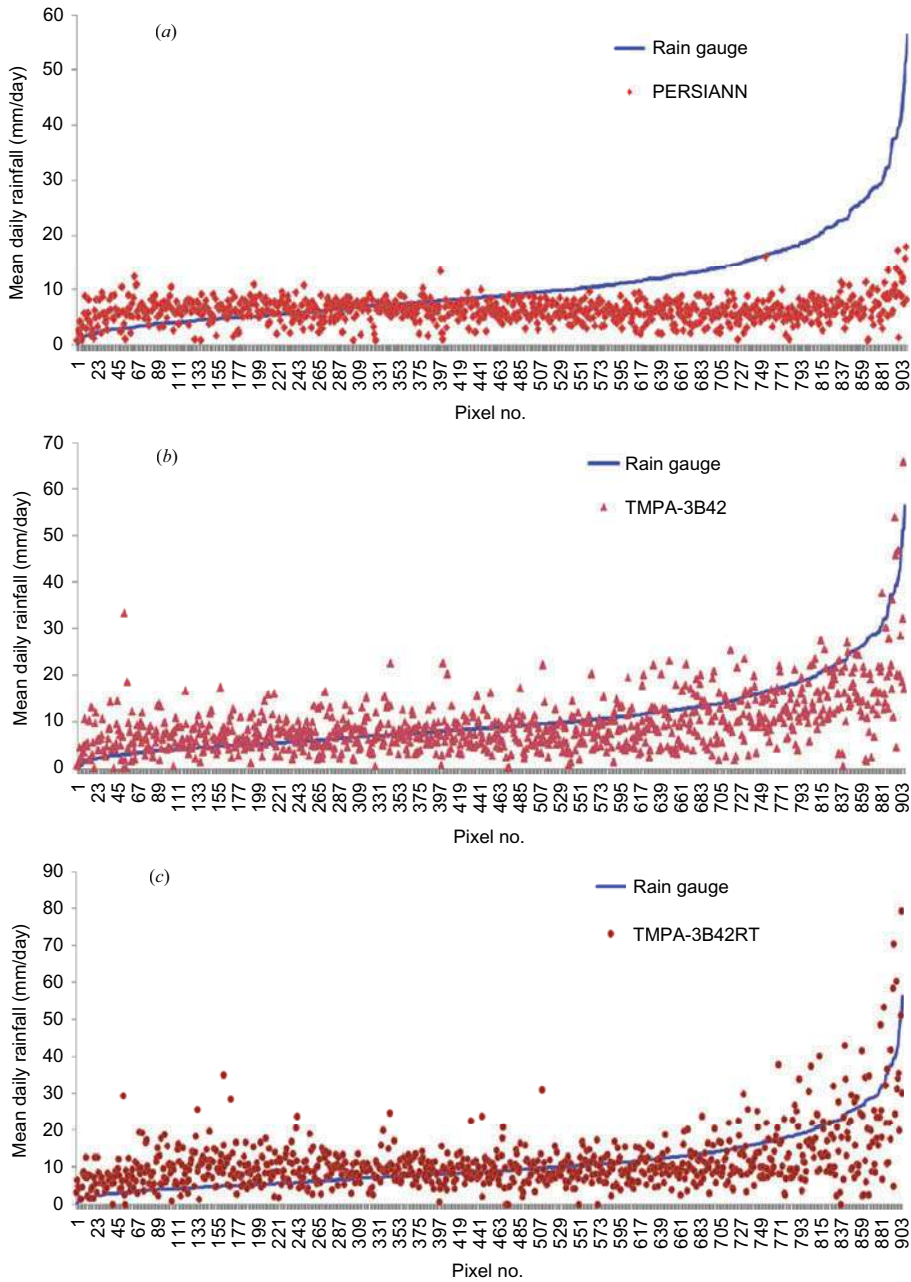 (a)
Rain gauge
PERSIANN
Mean daily rainfall (mm/day)
60
50
40
30
20
10
0
1 23 45 67 89 111 133 155 177 199 221 243 265 287 309 331 353 375 397 419 441 463 485 507 529 551 573 595 617 639 661 683 705 727 749 771 793 815 837 859 881 903
Pixel no.
(b)
Rain gauge
TMPA-3B42
Mean daily rainfall (mm/day)
70
60
50
40
30
20
10
0
1 23 45 67 89 111 133 155 177 199 221 243 265 287 309 331 353 375 397 419 441 463 485 507 529 551 573 595 617 639 661 683 705 727 749 771 793 815 837 859 881 903
Pixel no.
(c)
Rain gauge
TMPA-3B42RT
Mean daily rainfall (mm/day)
90
80
70
60
50
40
30
20
10
0
1 23 45 67 89 111 133 155 177 199 221 243 265 287 309 331 353 375 397 419 441 463 485 507 529 551 573 595 617 639 661 683 705 727 749 771 793 815 837 859 881 903
Pixel no.